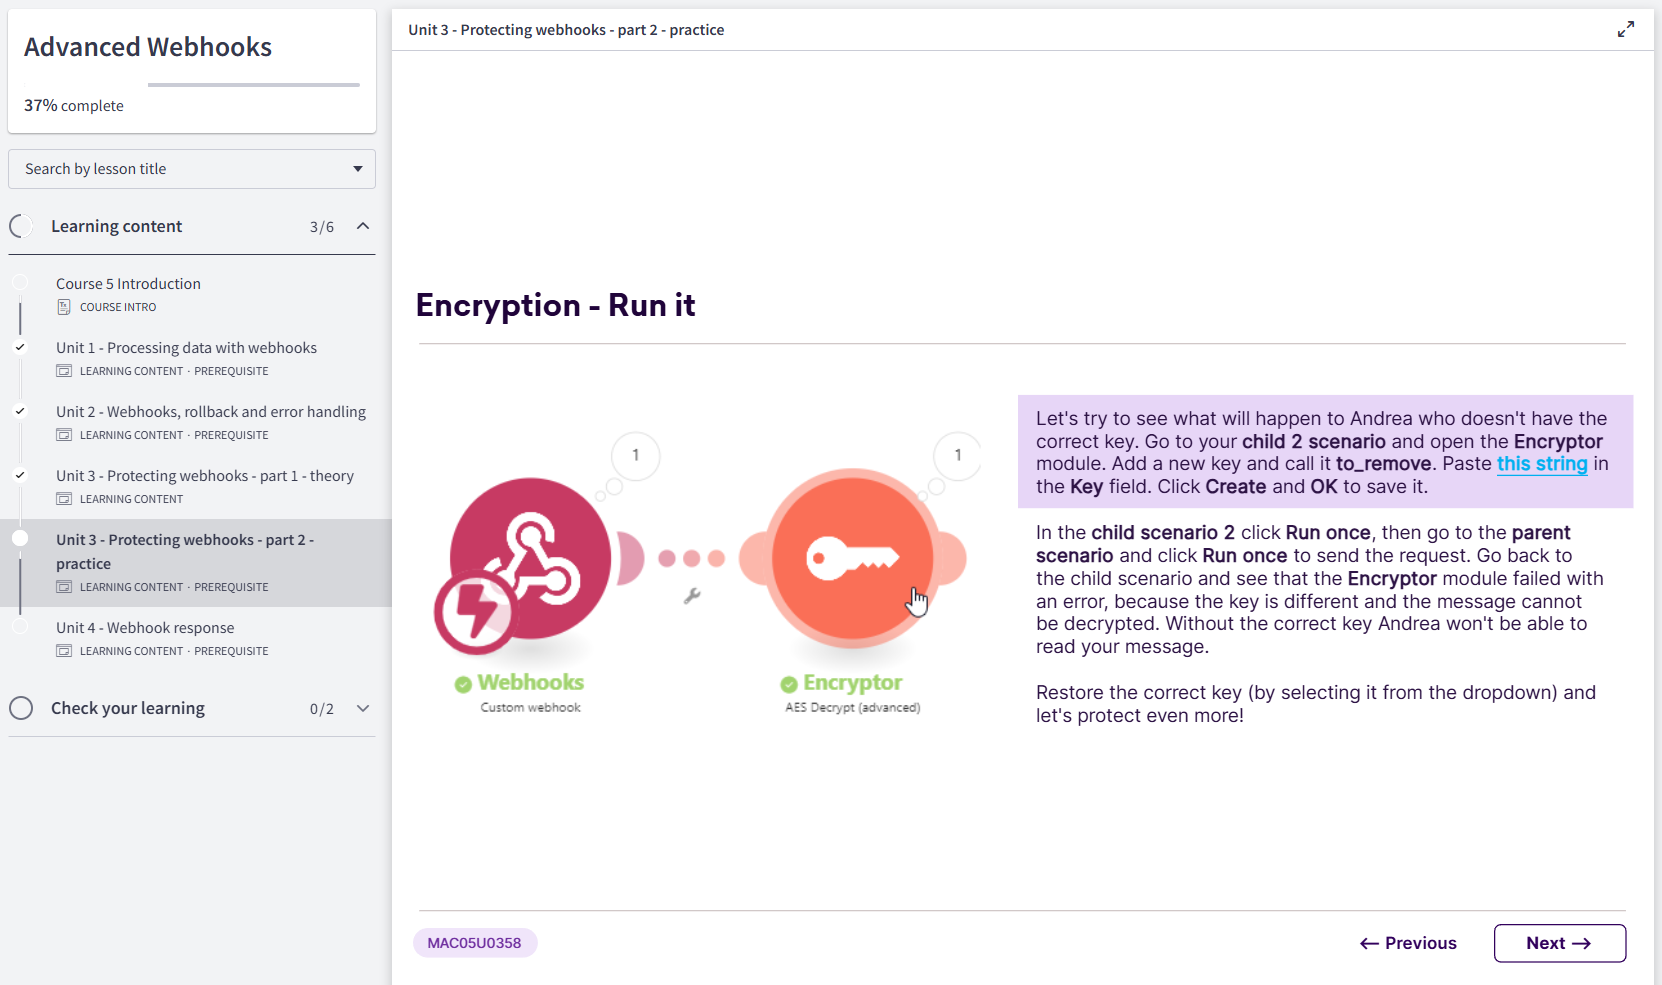 Advanced Webhooks
37% complete
Search by lesson title
Learning content 3/6
Course 5 Introduction
COURSE INTRO
Unit 1 - Processing data with webhooks
LEARNING CONTENT · PREREQUISITE
Unit 2 - Webhooks, rollback and error handling
LEARNING CONTENT · PREREQUISITE
Unit 3 - Protecting webhooks - part 1 - theory
LEARNING CONTENT
Unit 3 - Protecting webhooks - part 2 -
practice
LEARNING CONTENT · PREREQUISITE
Unit 4 - Webhook response
LEARNING CONTENT · PREREQUISITE
Check your learning 0/2
Unit 3 - Protecting webhooks - part 2 - practice
Encryption - Run it
1
1
Webhooks
Custom webhook
Encryptor
AES Decrypt (advanced)
Let's try to see what will happen to Andrea who doesn't have the
correct key. Go to your child 2 scenario and open the Encryptor
module. Add a new key and call it to_remove. Paste this string in
the Key field. Click Create and OK to save it.
In the child scenario 2 click Run once, then go to the parent
scenario and click Run once to send the request. Go back to
the child scenario and see that the Encryptor module failed with
an error, because the key is different and the message cannot
be decrypted. Without the correct key Andrea won't be able to
read your message.
Restore the correct key (by selecting it from the dropdown) and
let's protect even more!
MAC05U0358
← Previous
Next →